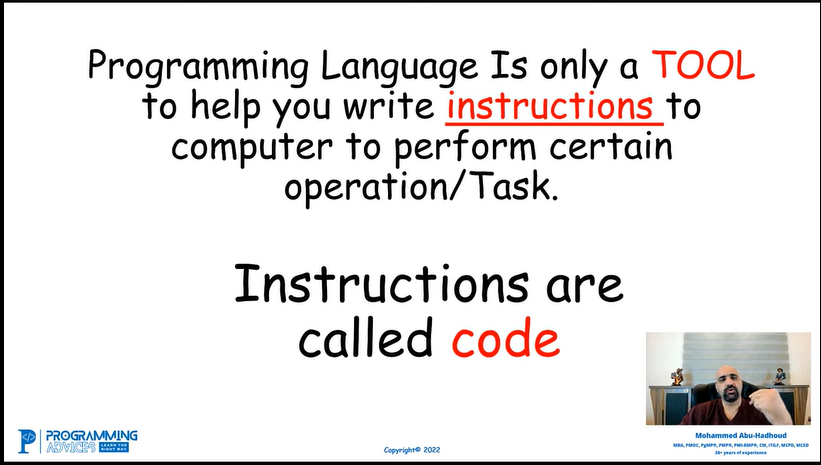 Programming Language Is only a TOOL
to help you write instructions to
computer to perform certain
operation/Task.
Instructions are
called code
PROGRAMMING
ADVICES LEARN THE
RIGHT WAY
Copyright© 2022
Mohammed Abu-Hadhoud
MBA, PMOC, PgMP®, PMP®, PMI-RMP®, CM, ITILF, MCPD, MCSD
26+ years of experience